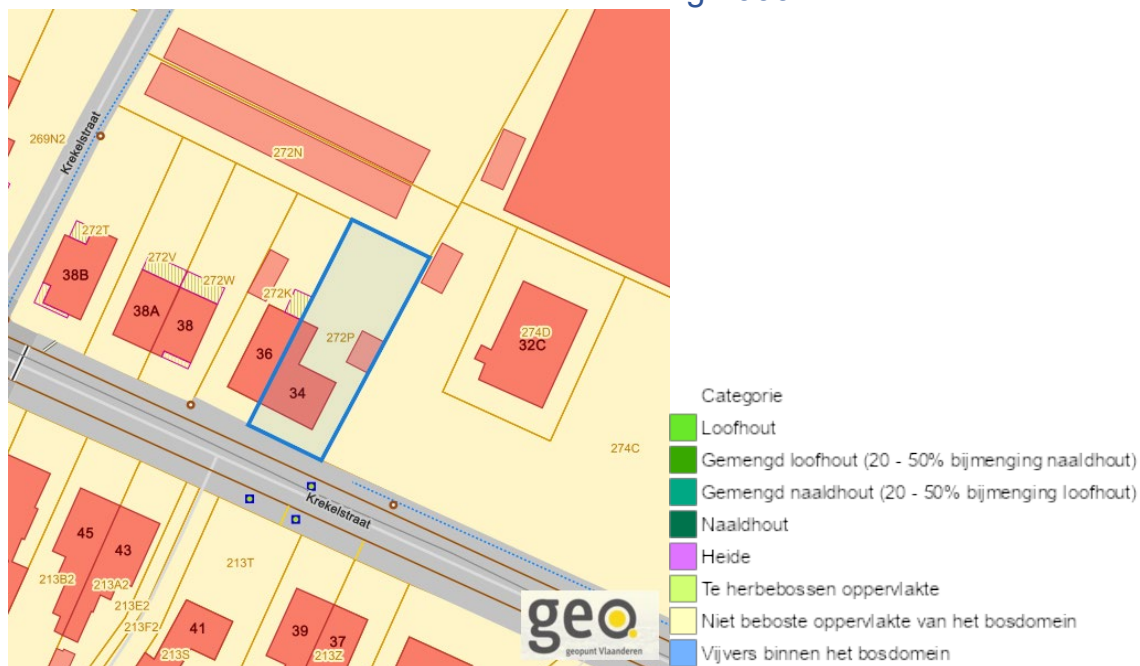 Krekelstraat
269N2
272N
272T
38B
272V
272W
38A
38
272K
36
34
272P
274D
32C
274C
Krekelstraat
45
43
213B2
213A2
213E2
213F2
213T
41
213S
39
37
213Z
geo.
geopunt Vlaanderen
Categorie
Loofhout
Gemengd loofhout (20 - 50% bijmenging naaldhout)
Gemengd naaldhout (20 - 50% bijmenging loofhout)
Naaldhout
Heide
Te herbebossen oppervlakte
Niet beboste oppervlakte van het bosdomein
Vijvers binnen het bosdomein